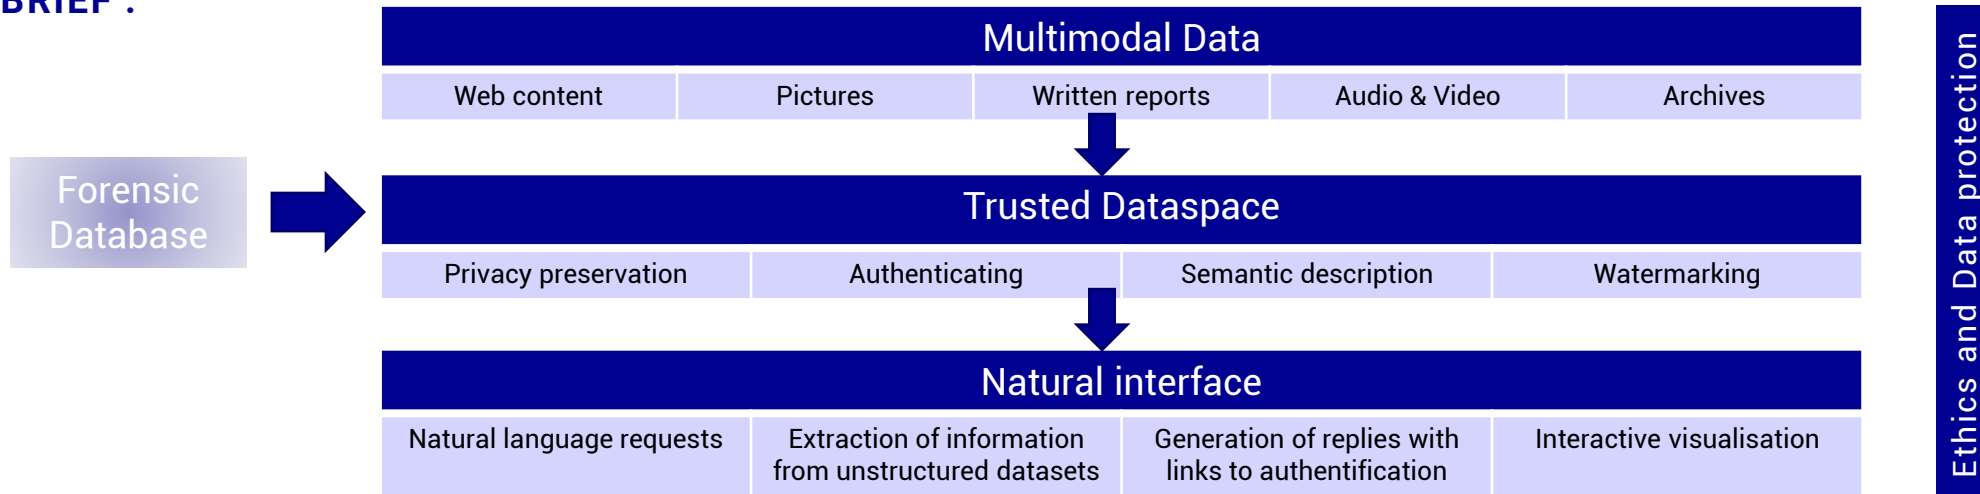 BRIEF :
Multimodal Data
Web content
Pictures
Written reports
Audio & Video
Archives
Forensic
Database
Trusted Dataspace
Privacy preservation
Authenticating
Semantic description
Watermarking
Natural interface
Natural language requests
Extraction of information
from unstructured datasets
Generation of replies with
links to authentification
Interactive visualisation
Ethics and Data protection